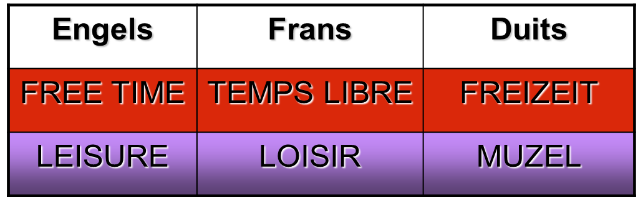 Engels Frans Duits
FREE TIME TEMPS LIBRE FREIZEIT
LEISURE LOISIR MUZEL